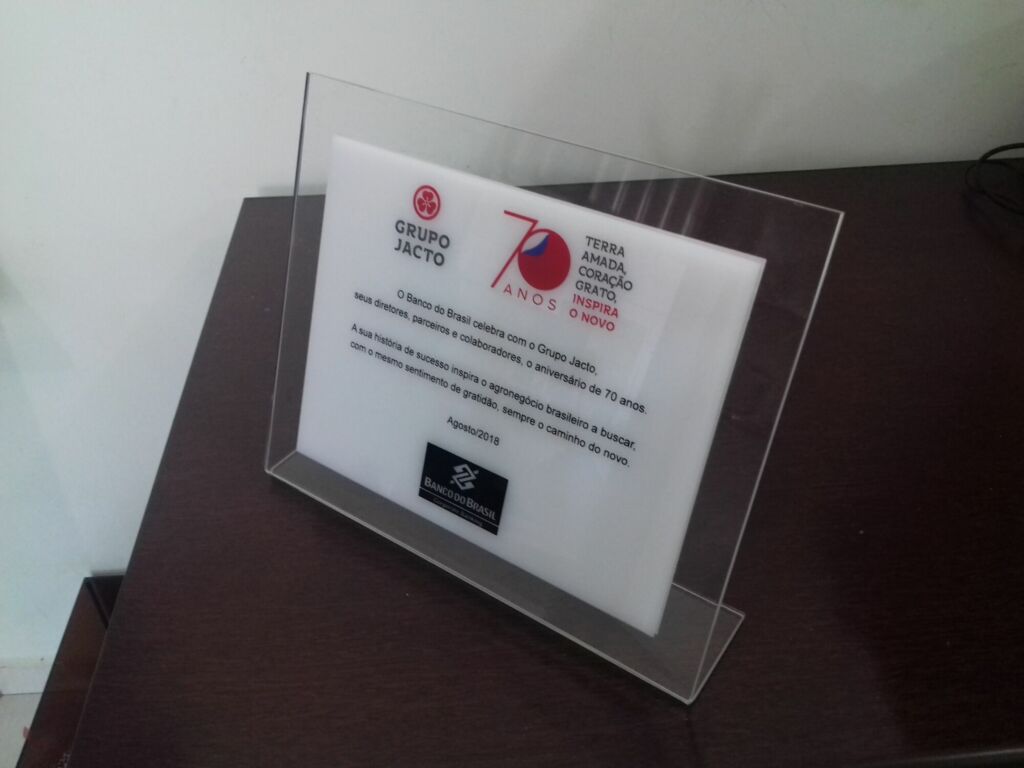 GRUPO
JACTO
70
ANOS
TERRA
AMADA,
CORAÇÃO
GRATO,
INSPIRA
O NOVO
O Banco do Brasil celebra com o Grupo Jacto,
seus diretores, parceiros e colaboradores, o aniversário de 70 anos.
A sua história de sucesso inspira o agronegócio brasileiro a buscar,
com o mesmo sentimento de gratidão, sempre o caminho do novo.
Agosto/2018
BANCO DO BRASIL